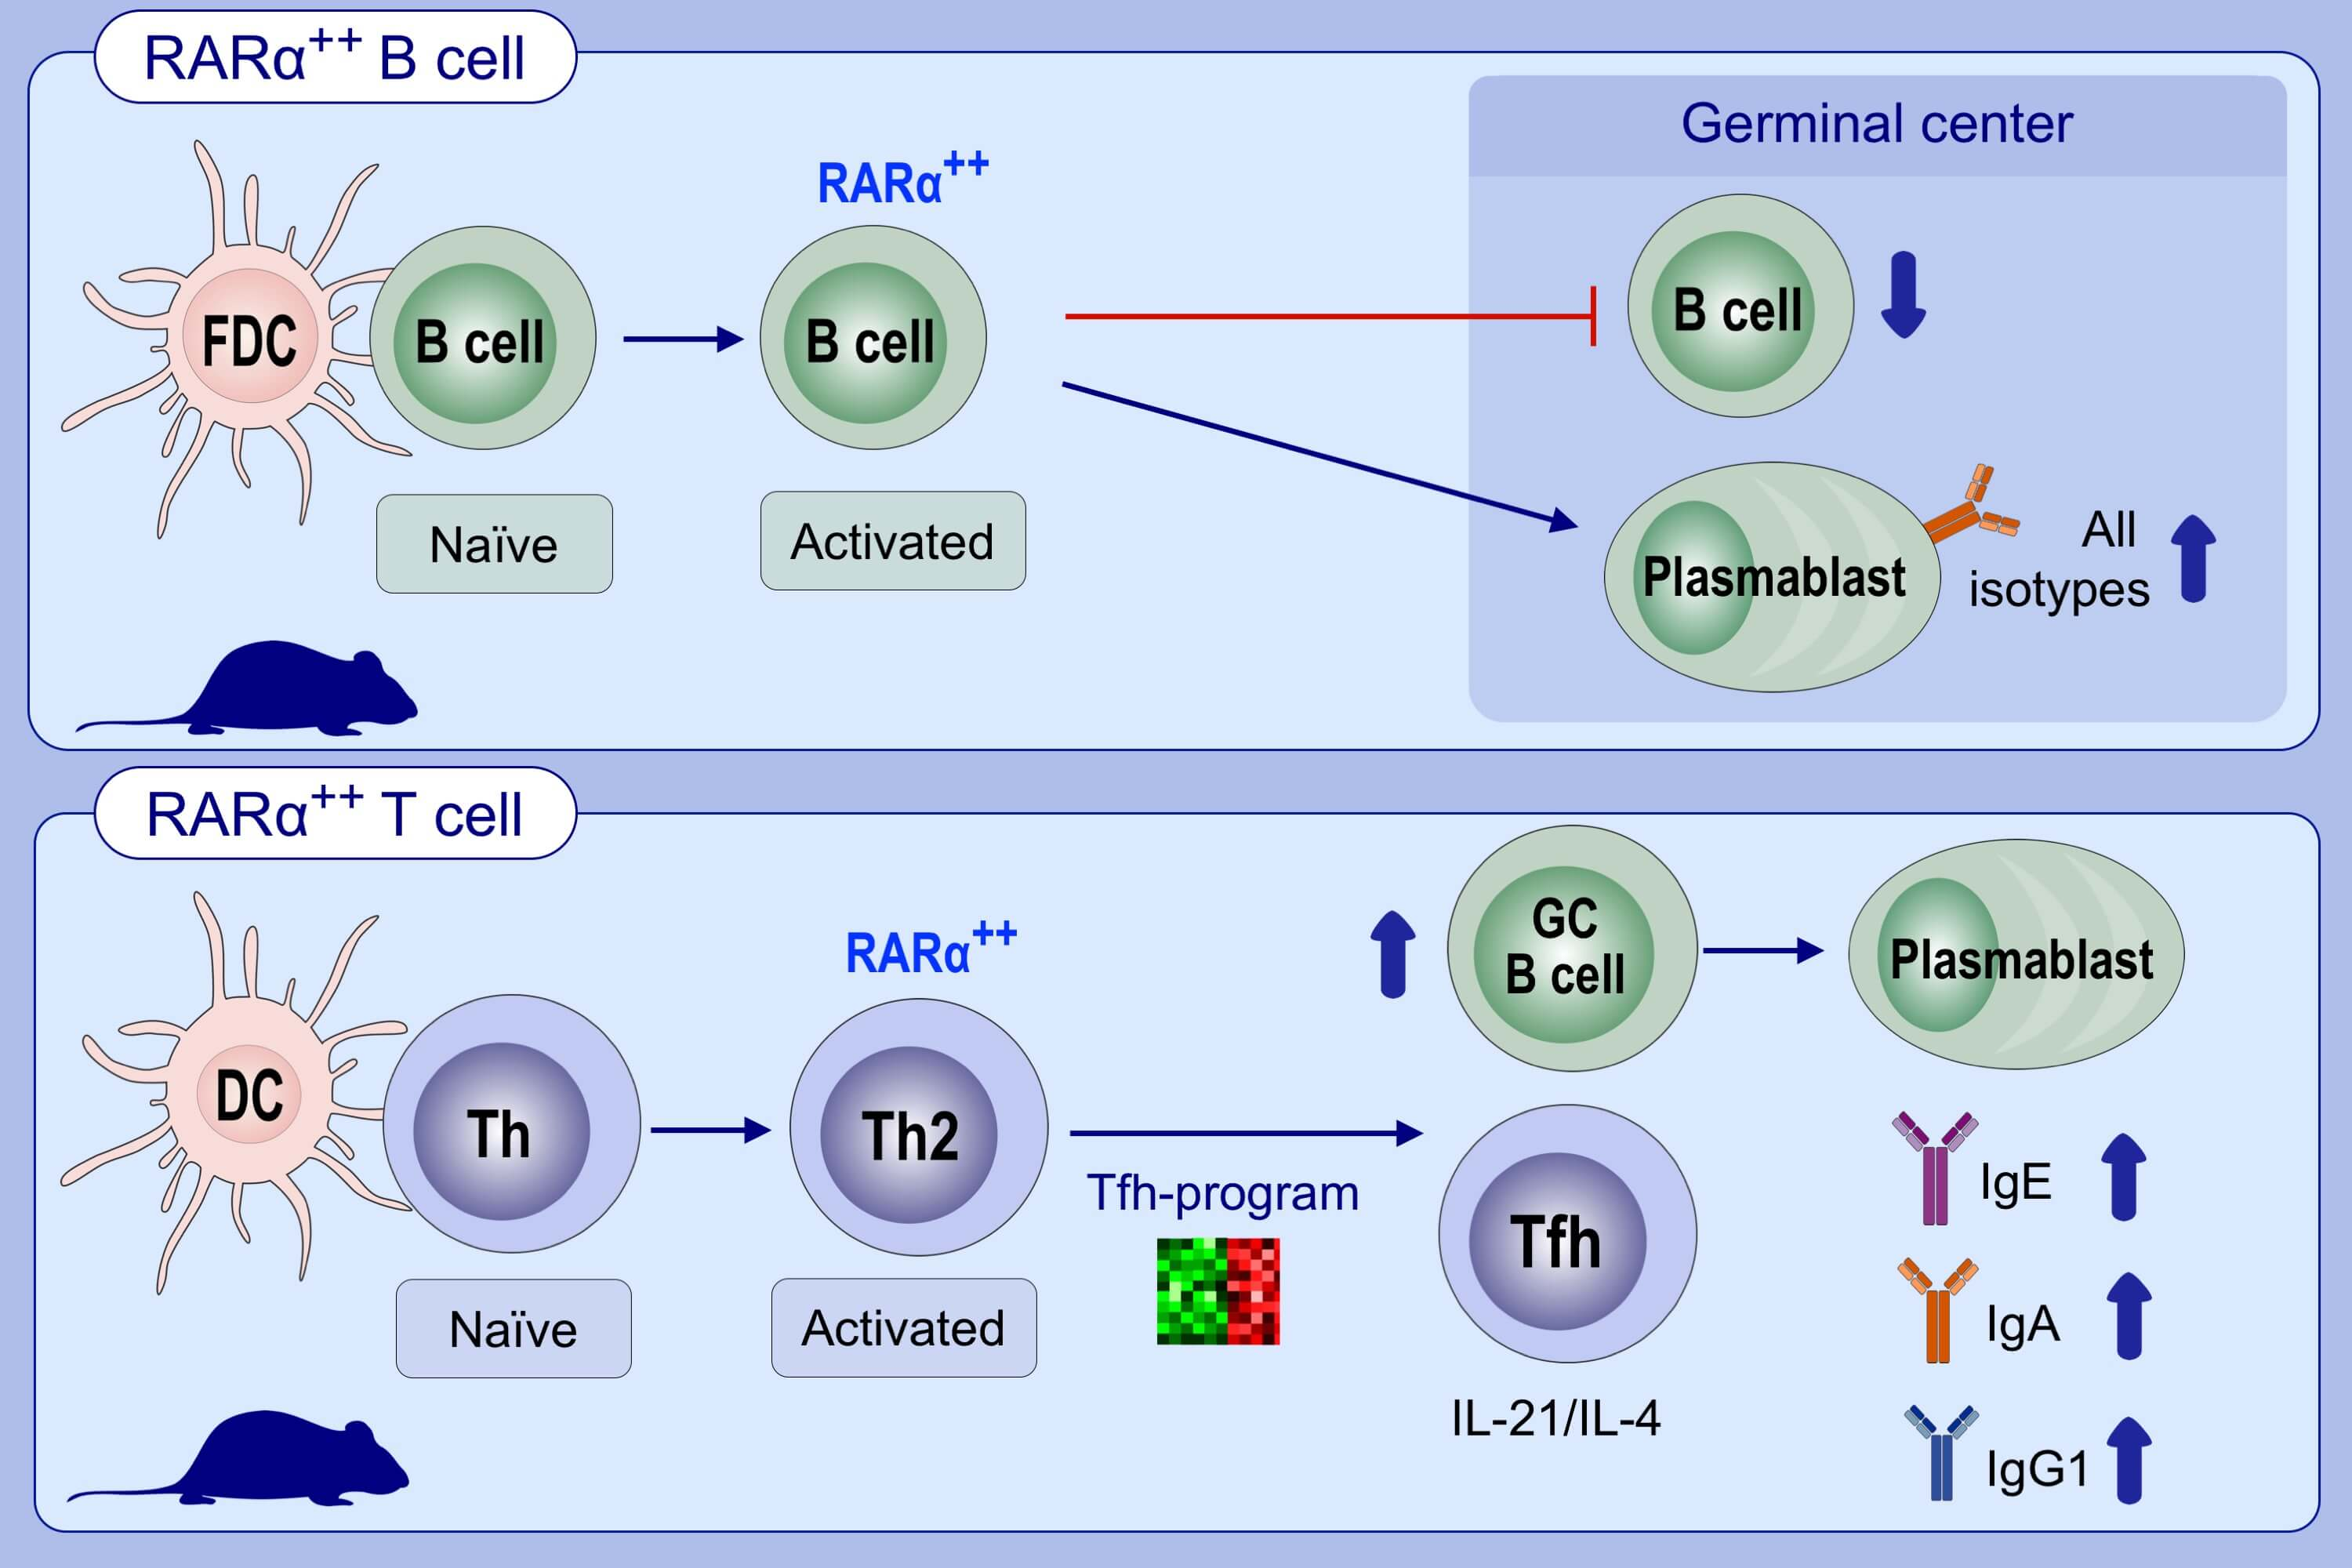 RARα++ B cell
Germinal center
RARα++
FDC
B cell
B cell
B cell
Naïve
Activated
Plasmablast
All
isotypes
RARα++ T cell
RARα++
GC
B cell
Plasmablast
DC
Th
Th2
Tfh-program
Tfh
Naïve
Activated
IL-21/IL-4
IgE
IgA
IgG1